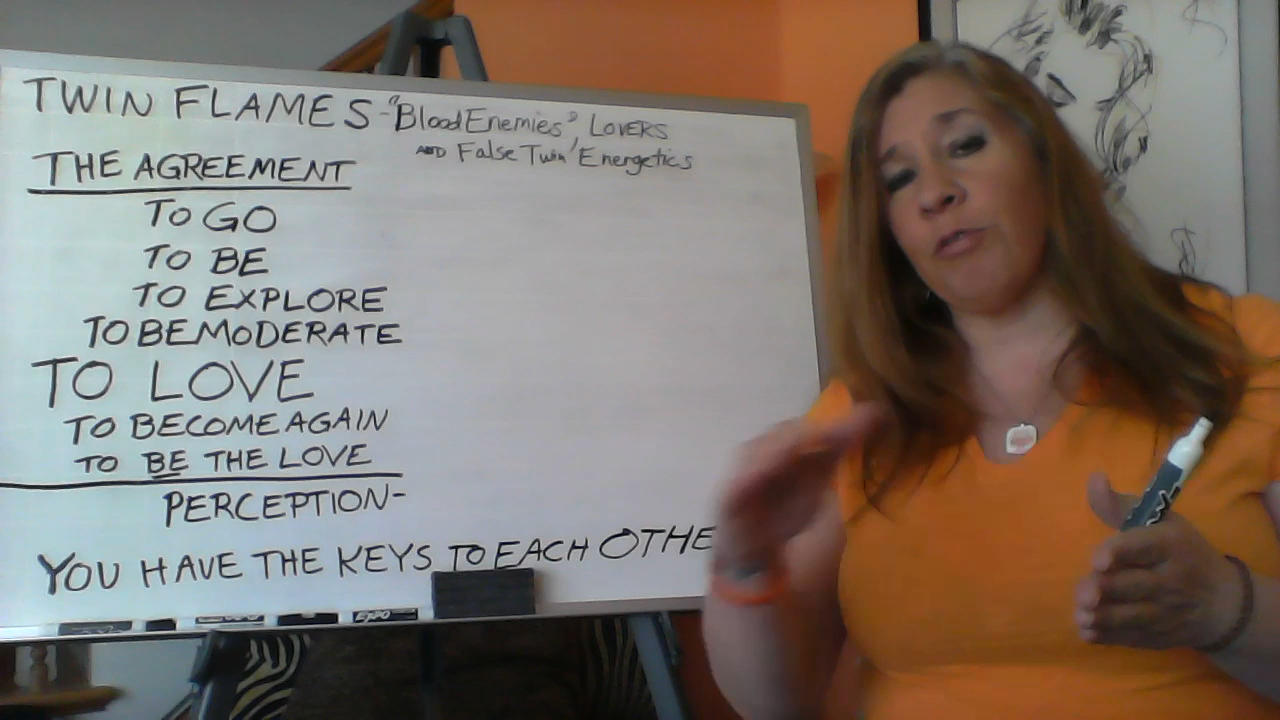 TWIN FLAMES - "Blood Enemies", LOVERS
AND False Twin' Energetics
THE AGREEMENT
TO GO
TO BE
TO EXPLORE
TO BE MODERATE
TO LOVE
TO BECOME AGAIN
TO BE THE LOVE
PERCEPTION-
YOU HAVE THE KEYS TO EACH OTHE
EXPO